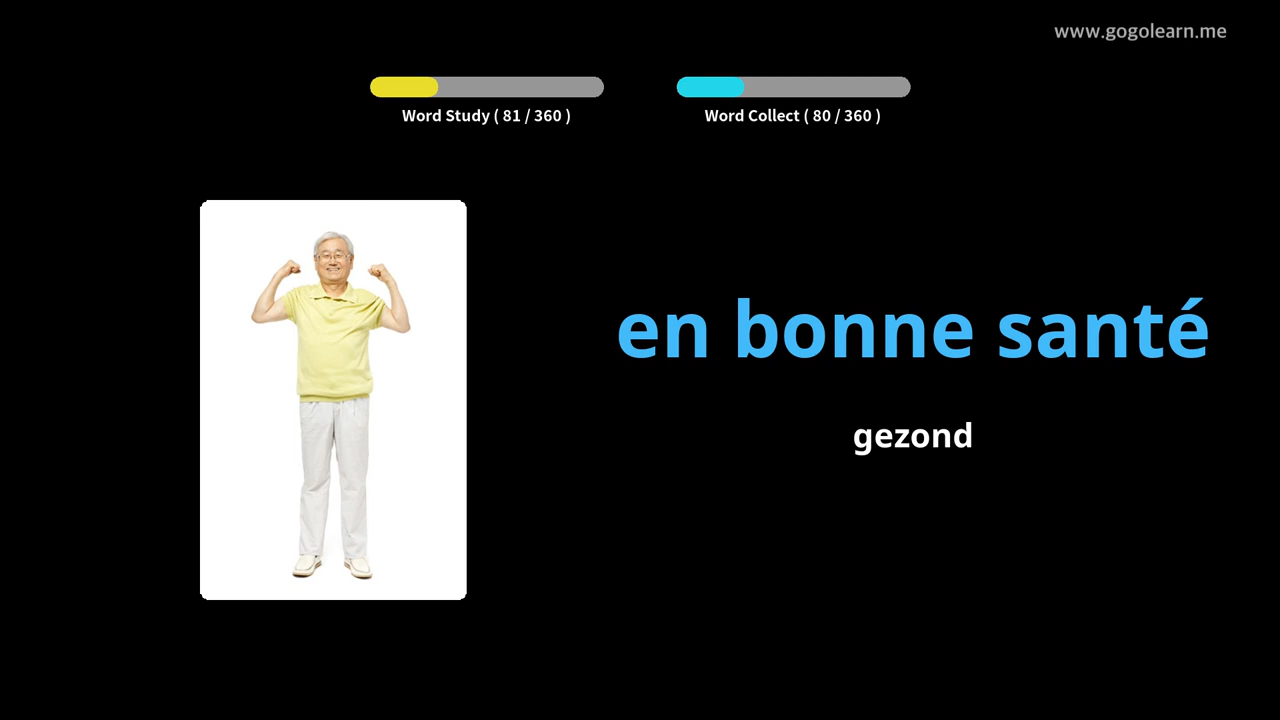 www.gogolearn.me
Word Study ( 81 / 360 )
Word Collect ( 80 / 360 )
en bonne santé
gezond